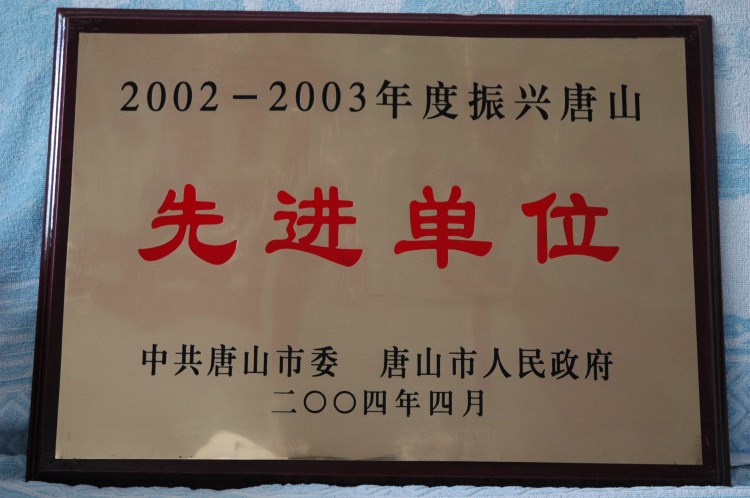 2002-2003年度振兴唐山
先进单位
中共唐山市委 唐山市人民政府
二〇〇四年四月